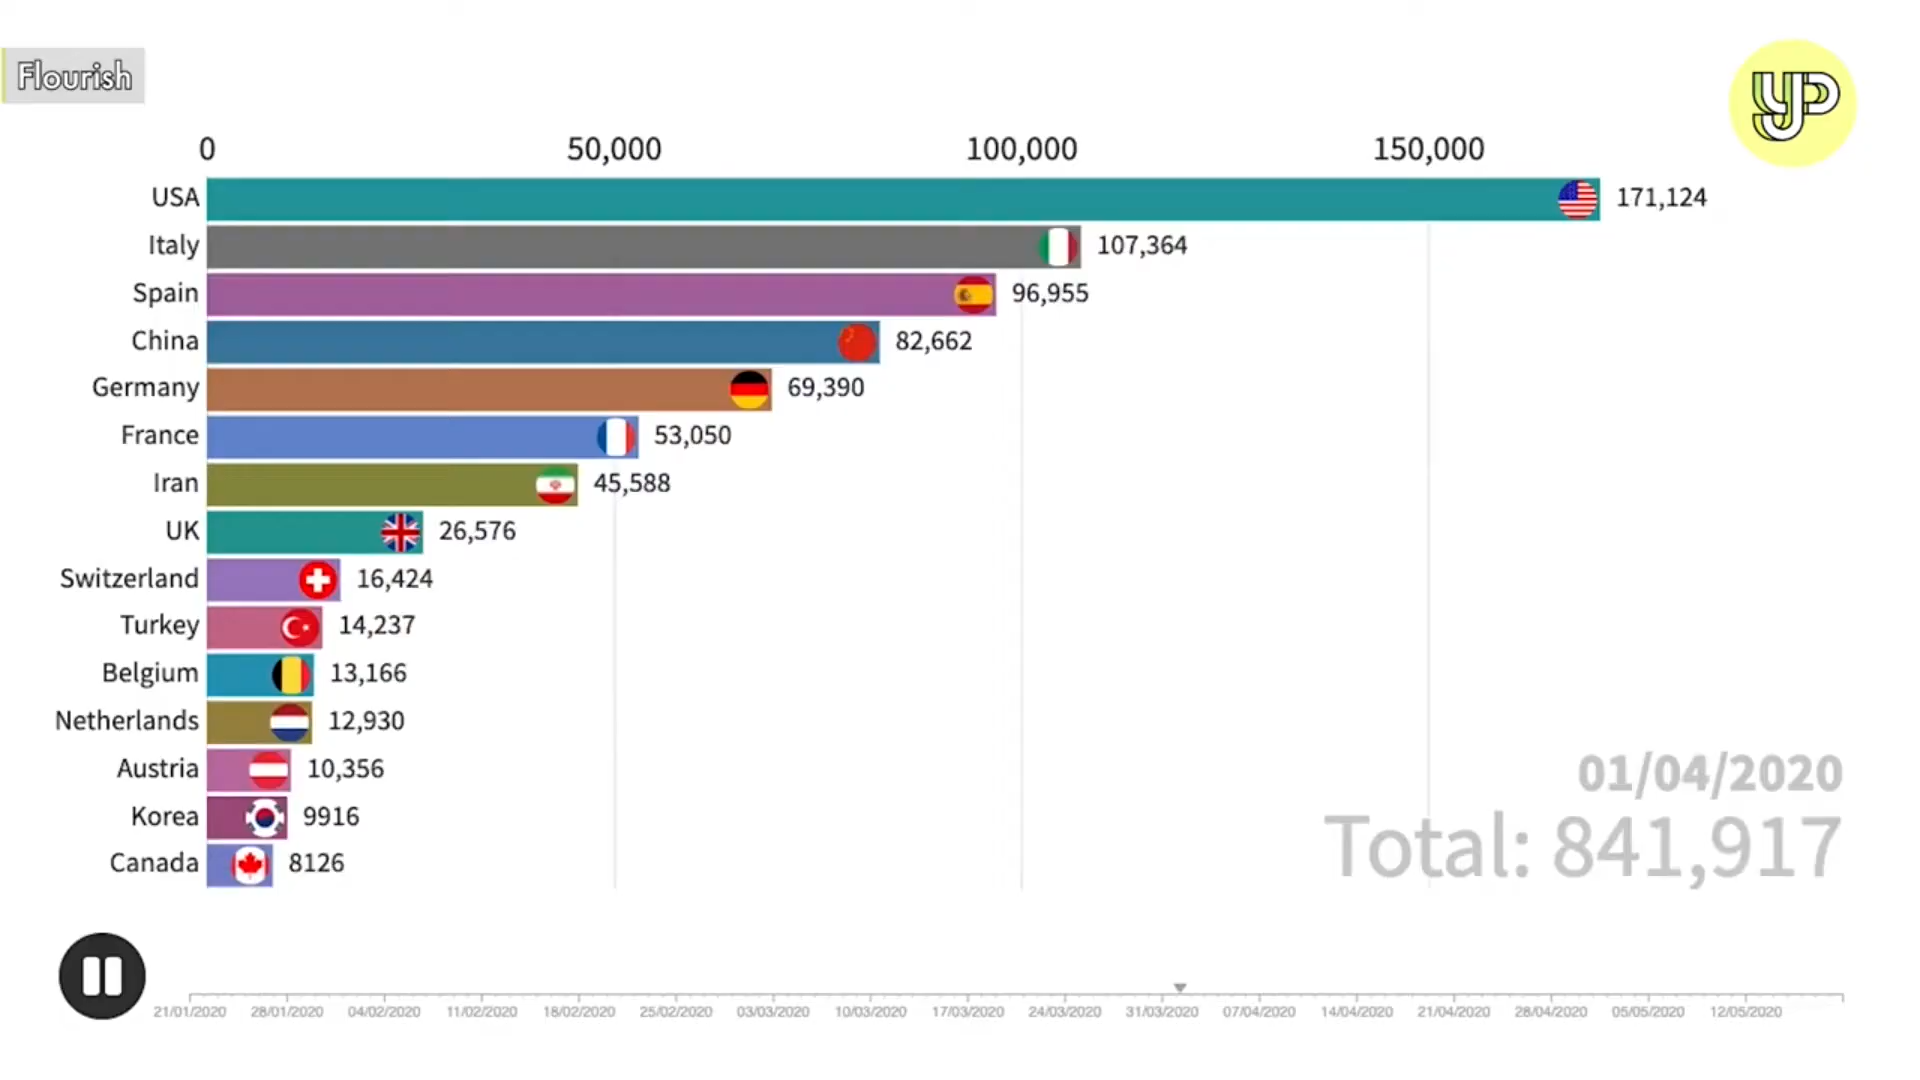 Flourish
YJP
0 50,000 100,000 150,000
USA 171,124
Italy 107,364
Spain 96,955
China 82,662
Germany 69,390
France 53,050
Iran 45,588
UK 26,576
Switzerland 16,424
Turkey 14,237
Belgium 13,166
Netherlands 12,930
Austria 10,356
Korea 9916
Canada 8126
01/04/2020
Total: 841,917
21/01/2020 28/01/2020 04/02/2020 11/02/2020 18/02/2020 25/02/2020 03/03/2020 10/03/2020 17/03/2020 24/03/2020 31/03/2020 07/04/2020 14/04/2020 21/04/2020 28/04/2020 05/05/2020 12/05/2020